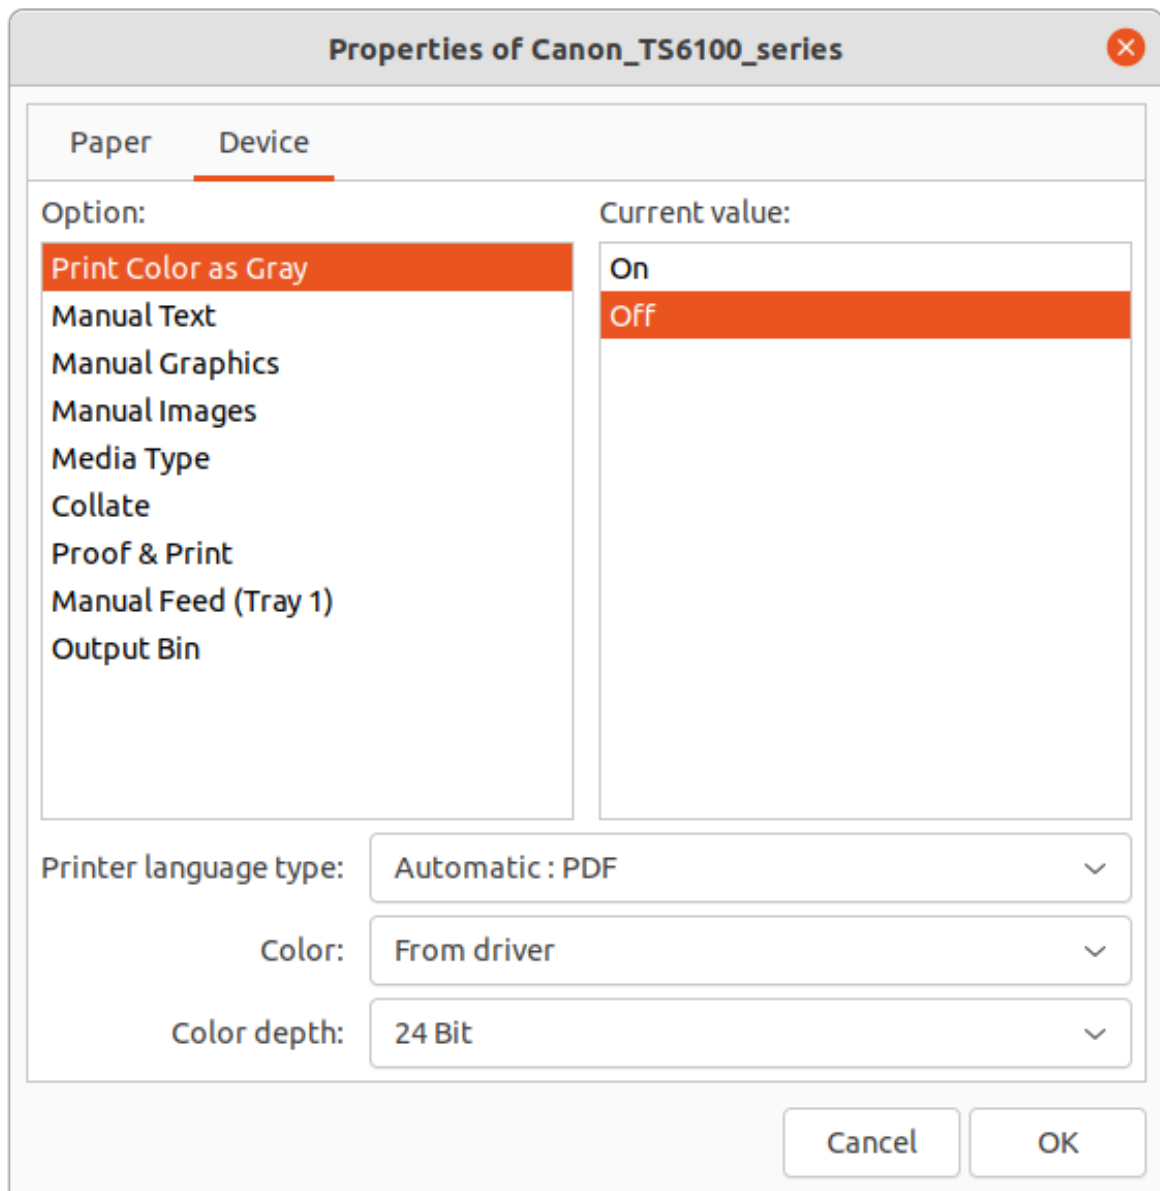 Properties of Canon_TS6100_series
Paper Device
Option:
Print Color as Gray
Manual Text
Manual Graphics
Manual Images
Media Type
Collate
Proof & Print
Manual Feed (Tray 1)
Output Bin
Current value:
On
Off
Printer language type: Automatic : PDF
Color: From driver
Color depth: 24 Bit
Cancel OK